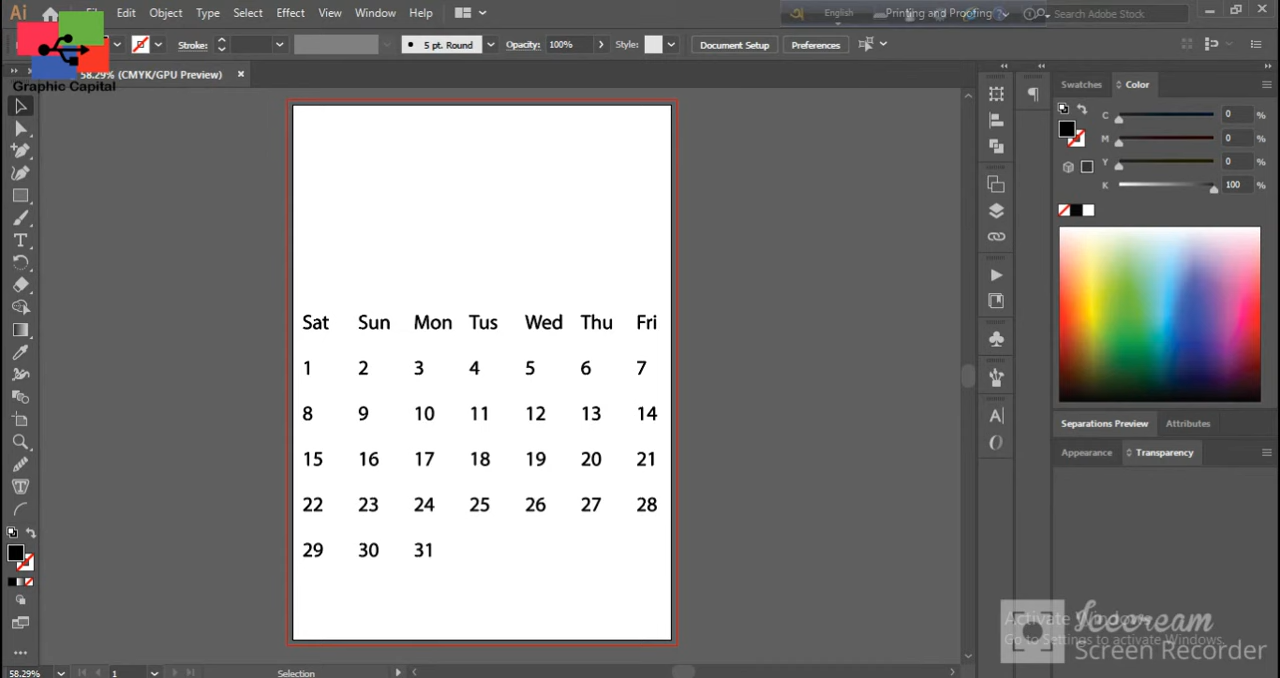 Ai File Edit Object Type Select Effect View Window Help English Printing and Proofing Search Adobe Stock
Stroke: 5 pt. Round Opacity: 100% Style: Document Setup Preferences
58.29% (CMYK/GPU Preview)
Graphic Capital
Swatches Color
C 0 %
M 0 %
Y 0 %
K 100 %
Sat Sun Mon Tus Wed Thu Fri
1 2 3 4 5 6 7
8 9 10 11 12 13 14
15 16 17 18 19 20 21
22 23 24 25 26 27 28
29 30 31
Separations Preview Attributes
Appearance Transparency
Activate Windows
Go to Settings to activate Windows.
Icecream
Screen Recorder
58.29% 1 Selection